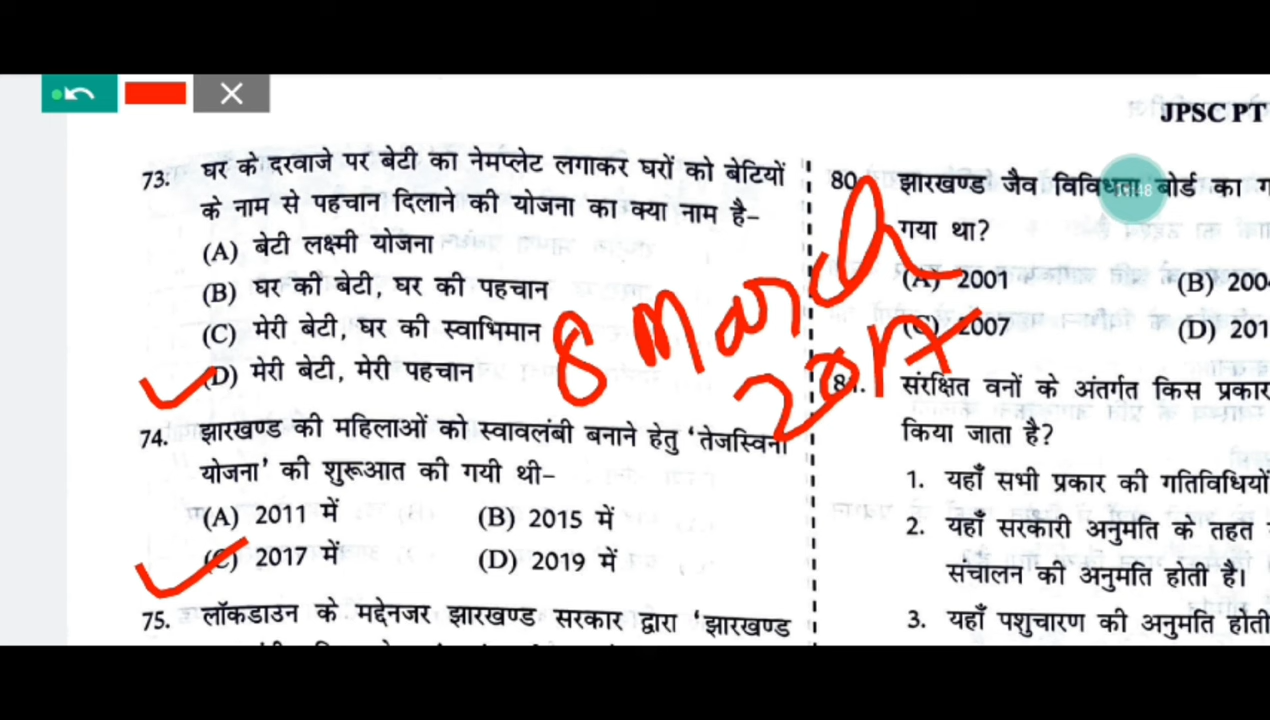 JPSC PT
73. घर के दरवाजे पर बेटी का नेमप्लेट लगाकर घरों को बेटियों
के नाम से पहचान दिलाने की योजना का क्या नाम है-
(A) बेटी लक्ष्मी योजना
(B) घर की बेटी, घर की पहचान
(C) मेरी बेटी, घर की स्वाभिमान
(D) मेरी बेटी, मेरी पहचान
8 March
2017
74. झारखण्ड की महिलाओं को स्वावलंबी बनाने हेतु 'तेजस्विनी
योजना' की शुरूआत की गयी थी-
(A) 2011 में (B) 2015 में
(C) 2017 में (D) 2019 में
75. लॉकडाउन के मद्देनजर झारखण्ड सरकार द्वारा 'झारखण्ड
80. झारखण्ड जैव विविधता बोर्ड का
गया था?
(A) 2001 (B) 200
(C) 2007 (D) 201
81. संरक्षित वनों के अंतर्गत किस प्रकार
किया जाता है?
1. यहाँ सभी प्रकार की गतिविधियों
2. यहाँ सरकारी अनुमति के तहत
संचालन की अनुमति होती है।
3. यहाँ पशुचारण की अनुमति होती